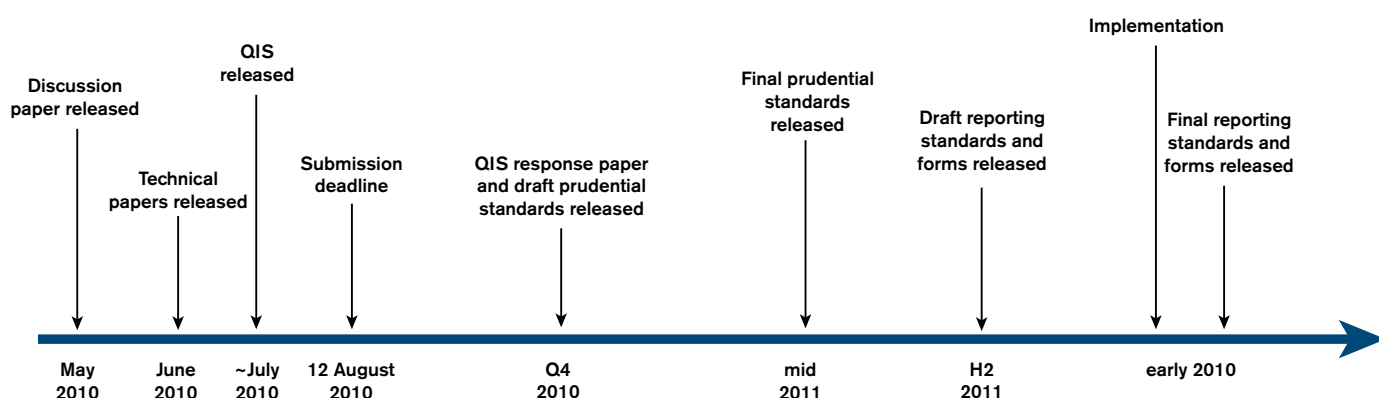 Discussion
paper released
Technical
papers released
QIS
released
Submission
deadline
QIS response paper
and draft prudential
standards released
Final prudential
standards
released
Draft reporting
standards and
forms released
Implementation
Final reporting
standards and
forms released
May
2010
June
2010
~July
2010
12 August
2010
Q4
2010
mid
2011
H2
2011
early 2010